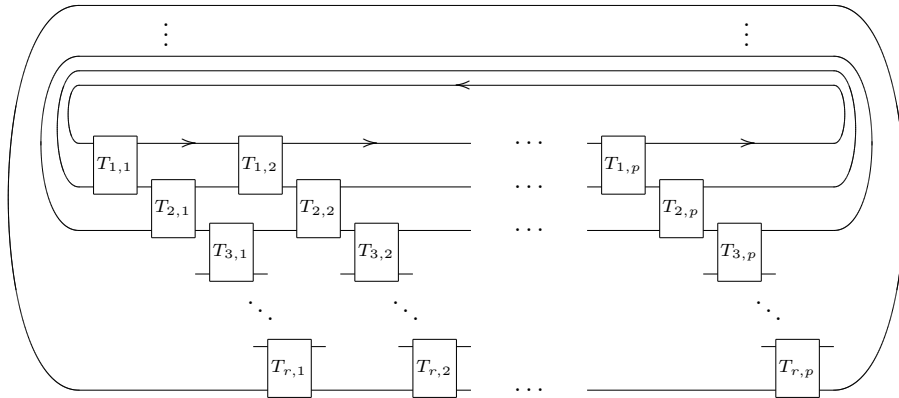 ⋮ ⋮
T_{1,1} T_{1,2} ⋯ T_{1,p}
T_{2,1} T_{2,2} ⋯ T_{2,p}
T_{3,1} T_{3,2} ⋯ T_{3,p}
⋱ ⋱ ⋱
T_{r,1} T_{r,2} ⋯ T_{r,p}